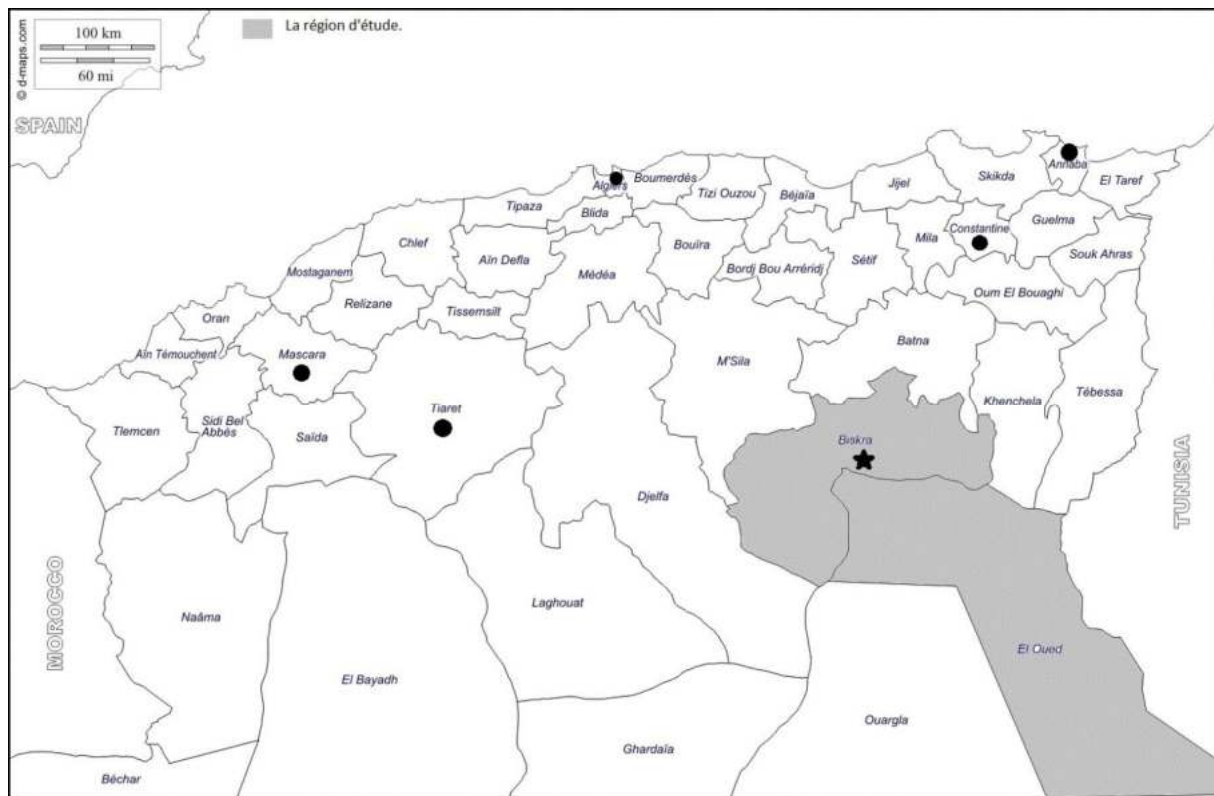 100 km
60 mi
© d-maps.com
La région d'étude.
SPAIN
Annaba
Algiers
Boumerdès
Skikda
El Taref
Tizi Ouzou
Béjaïa
Jijel
Tipaza
Blida
Guelma
Constantine
Mila
Chlef
Bouïra
Souk Ahras
Aïn Defla
Médéa
Bordj Bou Arréridj
Sétif
Mostaganem
Oum El Bouaghi
Relizane
Tissemsilt
Oran
Batna
Aïn Témouchent
Mascara
M'Sila
Tébessa
Khenchela
Tiaret
Sidi Bel
Abbès
Tlemcen
Saïda
Biskra
TUNISIA
Djelfa
MOROCCO
Laghouat
Naâma
El Oued
El Bayadh
Ouargla
Ghardaïa
Béchar